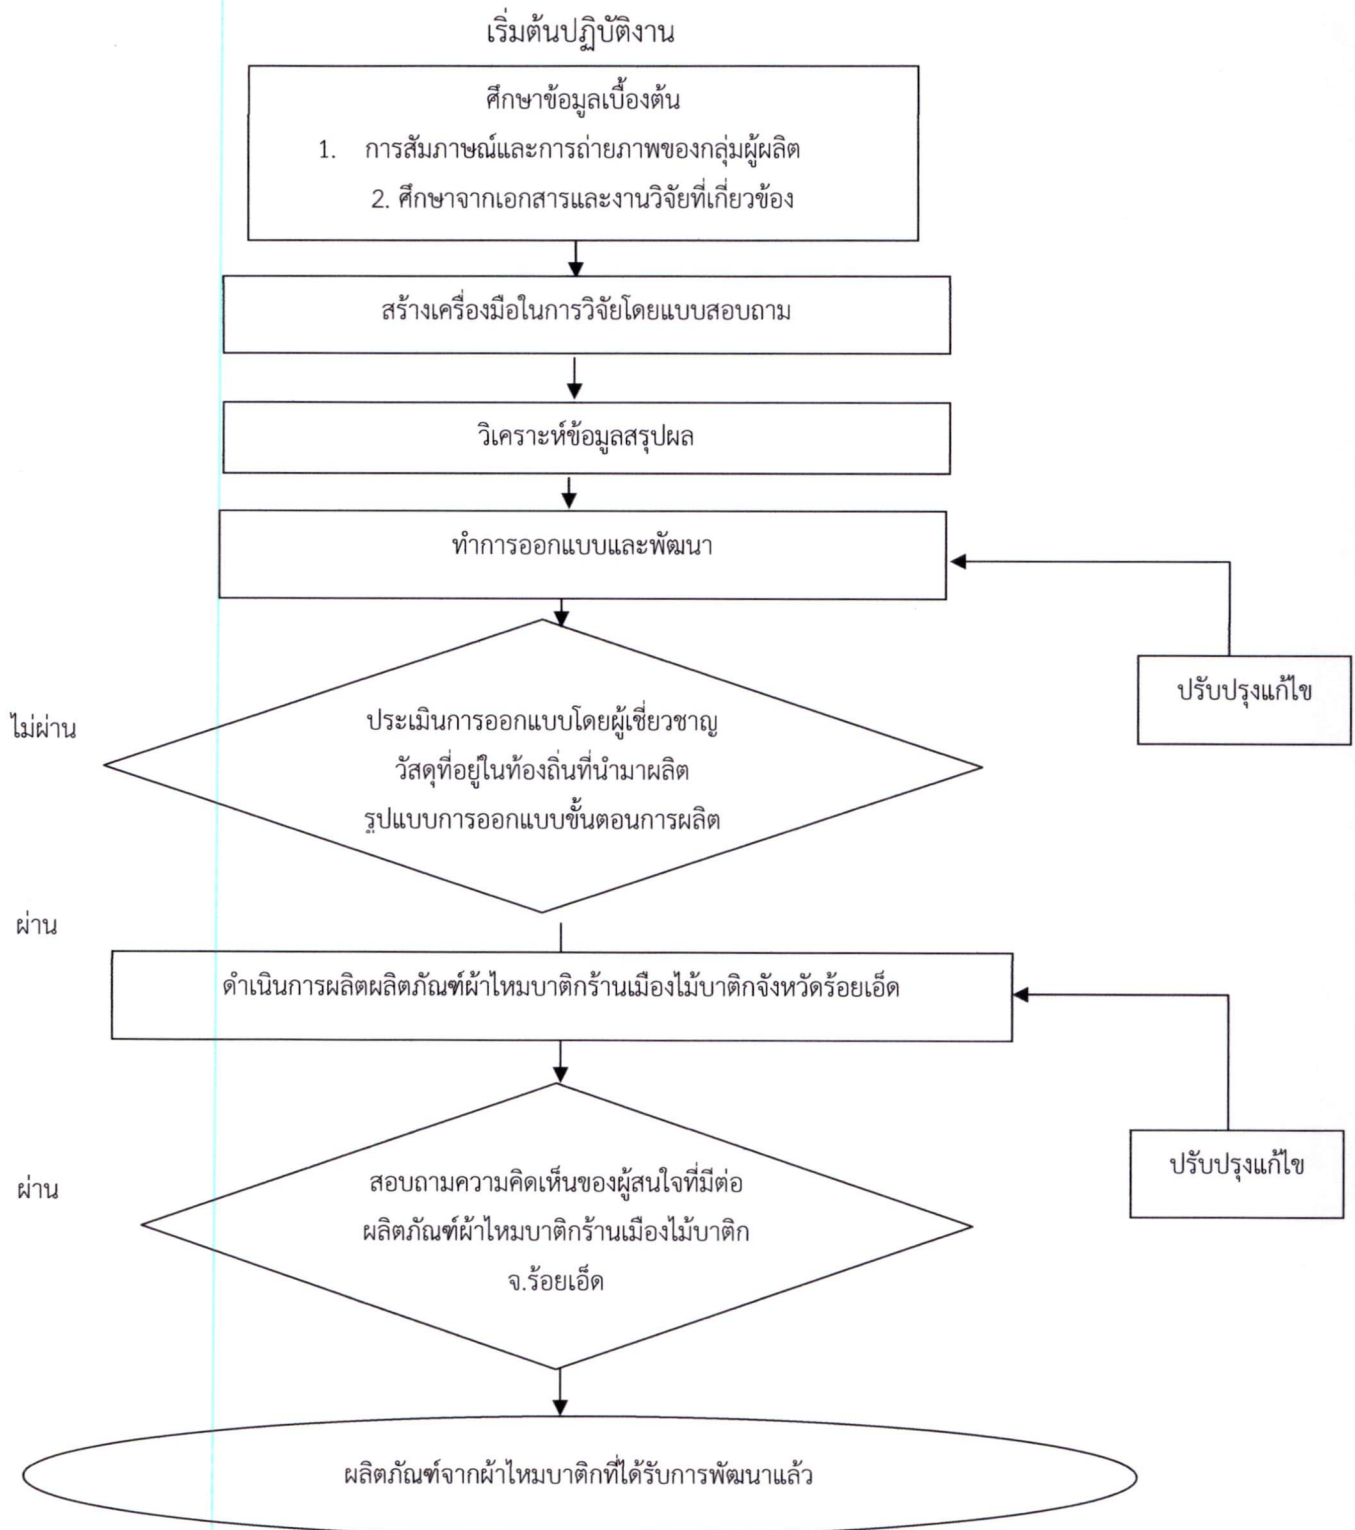 เริ่มต้นปฏิบัติงาน
ศึกษาข้อมูลเบื้องต้น
1. การสัมภาษณ์และการถ่ายภาพของกลุ่มผู้ผลิต
2. ศึกษาจากเอกสารและงานวิจัยที่เกี่ยวข้อง
สร้างเครื่องมือในการวิจัยโดยแบบสอบถาม
วิเคราะห์ข้อมูลสรุปผล
ทำการออกแบบและพัฒนา
ปรับปรุงแก้ไข
ไม่ผ่าน
ประเมินการออกแบบโดยผู้เชี่ยวชาญ
วัสดุที่อยู่ในท้องถิ่นที่นำมาผลิต
รูปแบบการออกแบบขั้นตอนการผลิต
ผ่าน
ดำเนินการผลิตผลิตภัณฑ์ผ้าไหมบาติกร้านเมืองไม้บาติกจังหวัดร้อยเอ็ด
ปรับปรุงแก้ไข
ผ่าน
สอบถามความคิดเห็นของผู้สนใจที่มีต่อ
ผลิตภัณฑ์ผ้าไหมบาติกร้านเมืองไม้บาติก
จ.ร้อยเอ็ด
ผลิตภัณฑ์จากผ้าไหมบาติกที่ได้รับการพัฒนาแล้ว